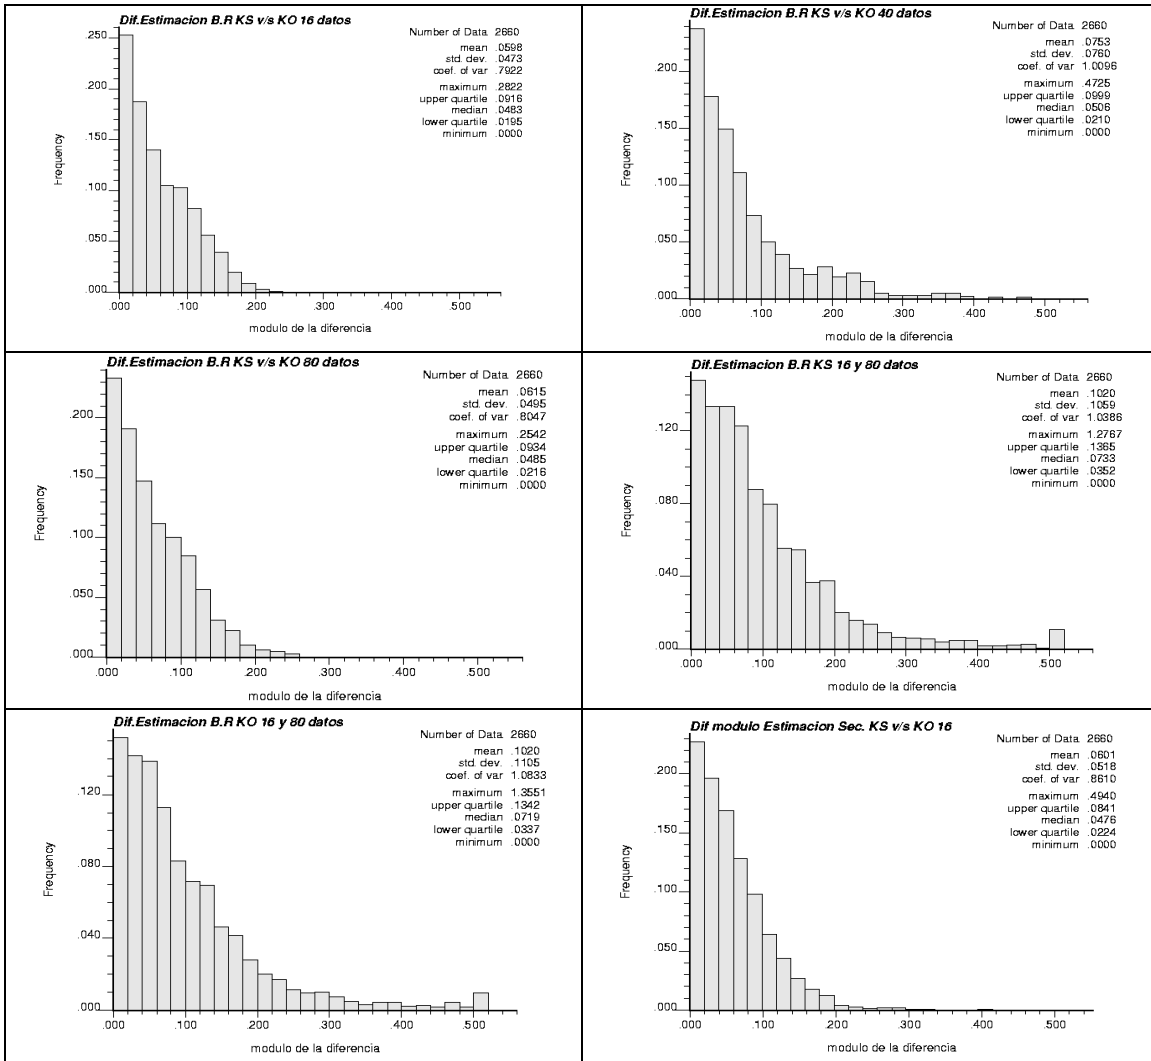 Dif.Estimacion B.R KS v/s KO 16 datos
Frequency
.250
.200
.150
.100
.050
.000
.000 .100 .200 .300 .400 .500
modulo de la diferencia
Number of Data 2660
mean .0598
std. dev. .0473
coef. of var .7922
maximum .2822
upper quartile .0916
median .0483
lower quartile .0195
minimum .0000
Dif.Estimacion B.R KS v/s KO 40 datos
Frequency
.200
.150
.100
.050
.000
.000 .100 .200 .300 .400 .500
modulo de la diferencia
Number of Data 2660
mean .0753
std. dev. .0760
coef. of var 1.0096
maximum .4725
upper quartile .0999
median .0506
lower quartile .0210
minimum .0000
Dif.Estimacion B.R KS v/s KO 80 datos
Frequency
.200
.150
.100
.050
.000
.000 .100 .200 .300 .400 .500
modulo de la diferencia
Number of Data 2660
mean .0615
std. dev. .0495
coef. of var .8047
maximum .2542
upper quartile .0934
median .0485
lower quartile .0216
minimum .0000
Dif.Estimacion B.R KS 16 y 80 datos
Frequency
.120
.080
.040
.000
.000 .100 .200 .300 .400 .500
modulo de la diferencia
Number of Data 2660
mean .1020
std. dev. .1059
coef. of var 1.0386
maximum 1.2767
upper quartile .1365
median .0733
lower quartile .0352
minimum .0000
Dif.Estimacion B.R KO 16 y 80 datos
Frequency
.120
.080
.040
.000
.000 .100 .200 .300 .400 .500
modulo de la diferencia
Number of Data 2660
mean .1020
std. dev. .1105
coef. of var 1.0833
maximum 1.3551
upper quartile .1342
median .0719
lower quartile .0337
minimum .0000
Dif modulo Estimacion Sec. KS v/s KO 16
Frequency
.200
.150
.100
.050
.000
.000 .100 .200 .300 .400 .500
modulo de la diferencia
Number of Data 2660
mean .0601
std. dev. .0518
coef. of var .8610
maximum .4940
upper quartile .0841
median .0476
lower quartile .0224
minimum .0000